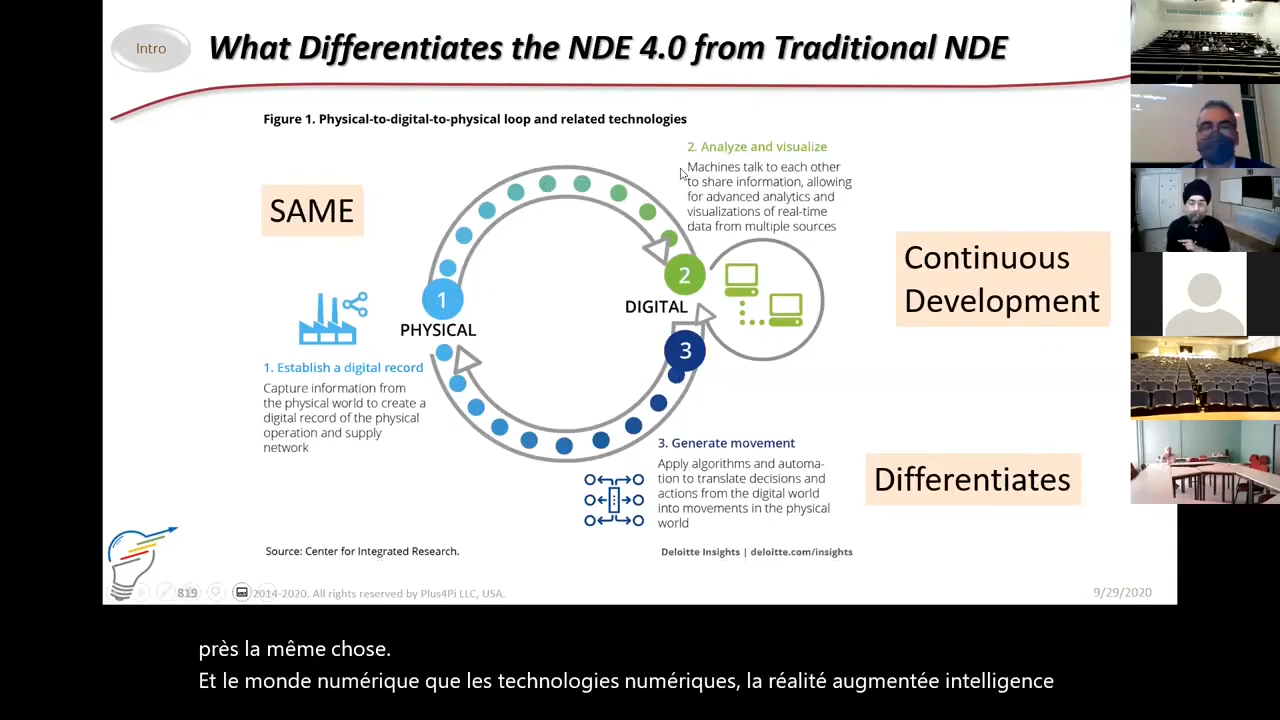 Intro
What Differentiates the NDE 4.0 from Traditional NDE
Figure 1. Physical-to-digital-to-physical loop and related technologies
2. Analyze and visualize
Machines talk to each other
to share information, allowing
for advanced analytics and
visualizations of real-time
data from multiple sources
SAME
Continuous
Development
1
PHYSICAL
2
DIGITAL
3
1. Establish a digital record
Capture information from
the physical world to create a
digital record of the physical
operation and supply
network
3. Generate movement
Apply algorithms and automa-
tion to translate decisions and
actions from the digital world
into movements in the physical
world
Differentiates
Source: Center for Integrated Research.
Deloitte Insights | deloitte.com/insights
819
2014-2020. All rights reserved by Plus4Pi LLC, USA.
9/29/2020
près la même chose.
Et le monde numérique que les technologies numériques, la réalité augmentée intelligence